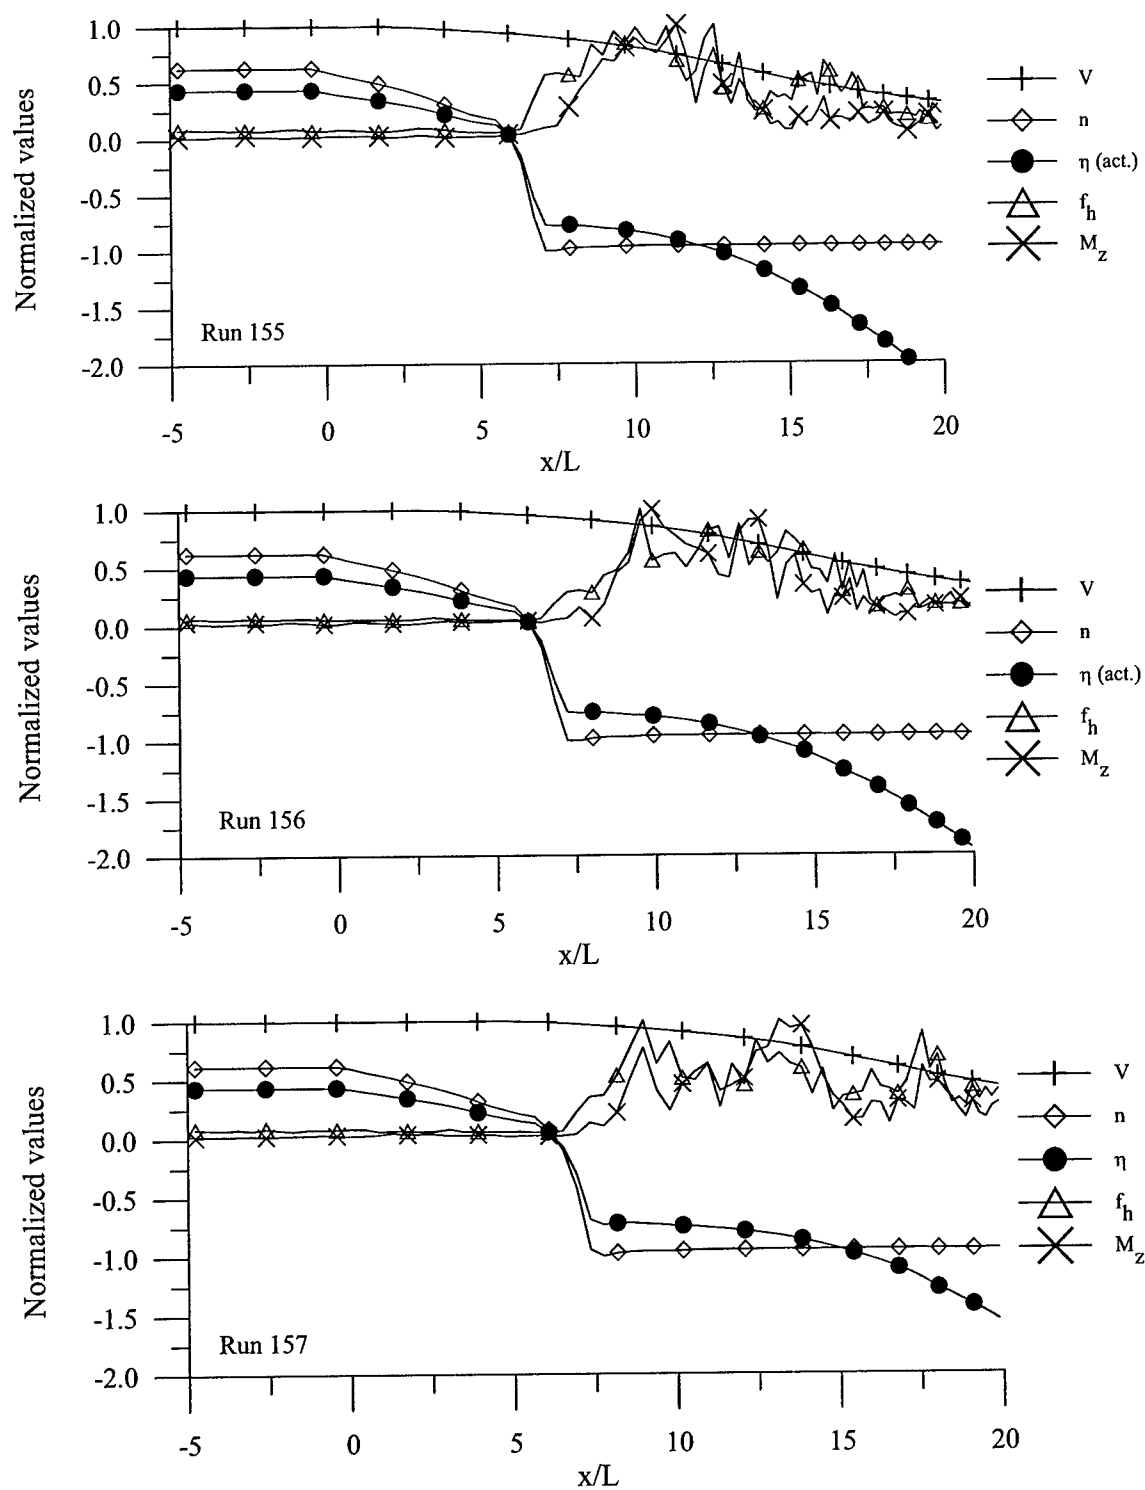 1.0
0.5
0.0
-0.5
-1.0
-1.5
-2.0
Normalized values
Run 155
-5 0 5 10 15 20
x/L
V
n
η (act.)
f_h
M_z
1.0
0.5
0.0
-0.5
-1.0
-1.5
-2.0
Normalized values
Run 156
-5 0 5 10 15 20
x/L
V
n
η (act.)
f_h
M_z
1.0
0.5
0.0
-0.5
-1.0
-1.5
-2.0
Normalized values
Run 157
-5 0 5 10 15 20
x/L
V
n
η
f_h
M_z